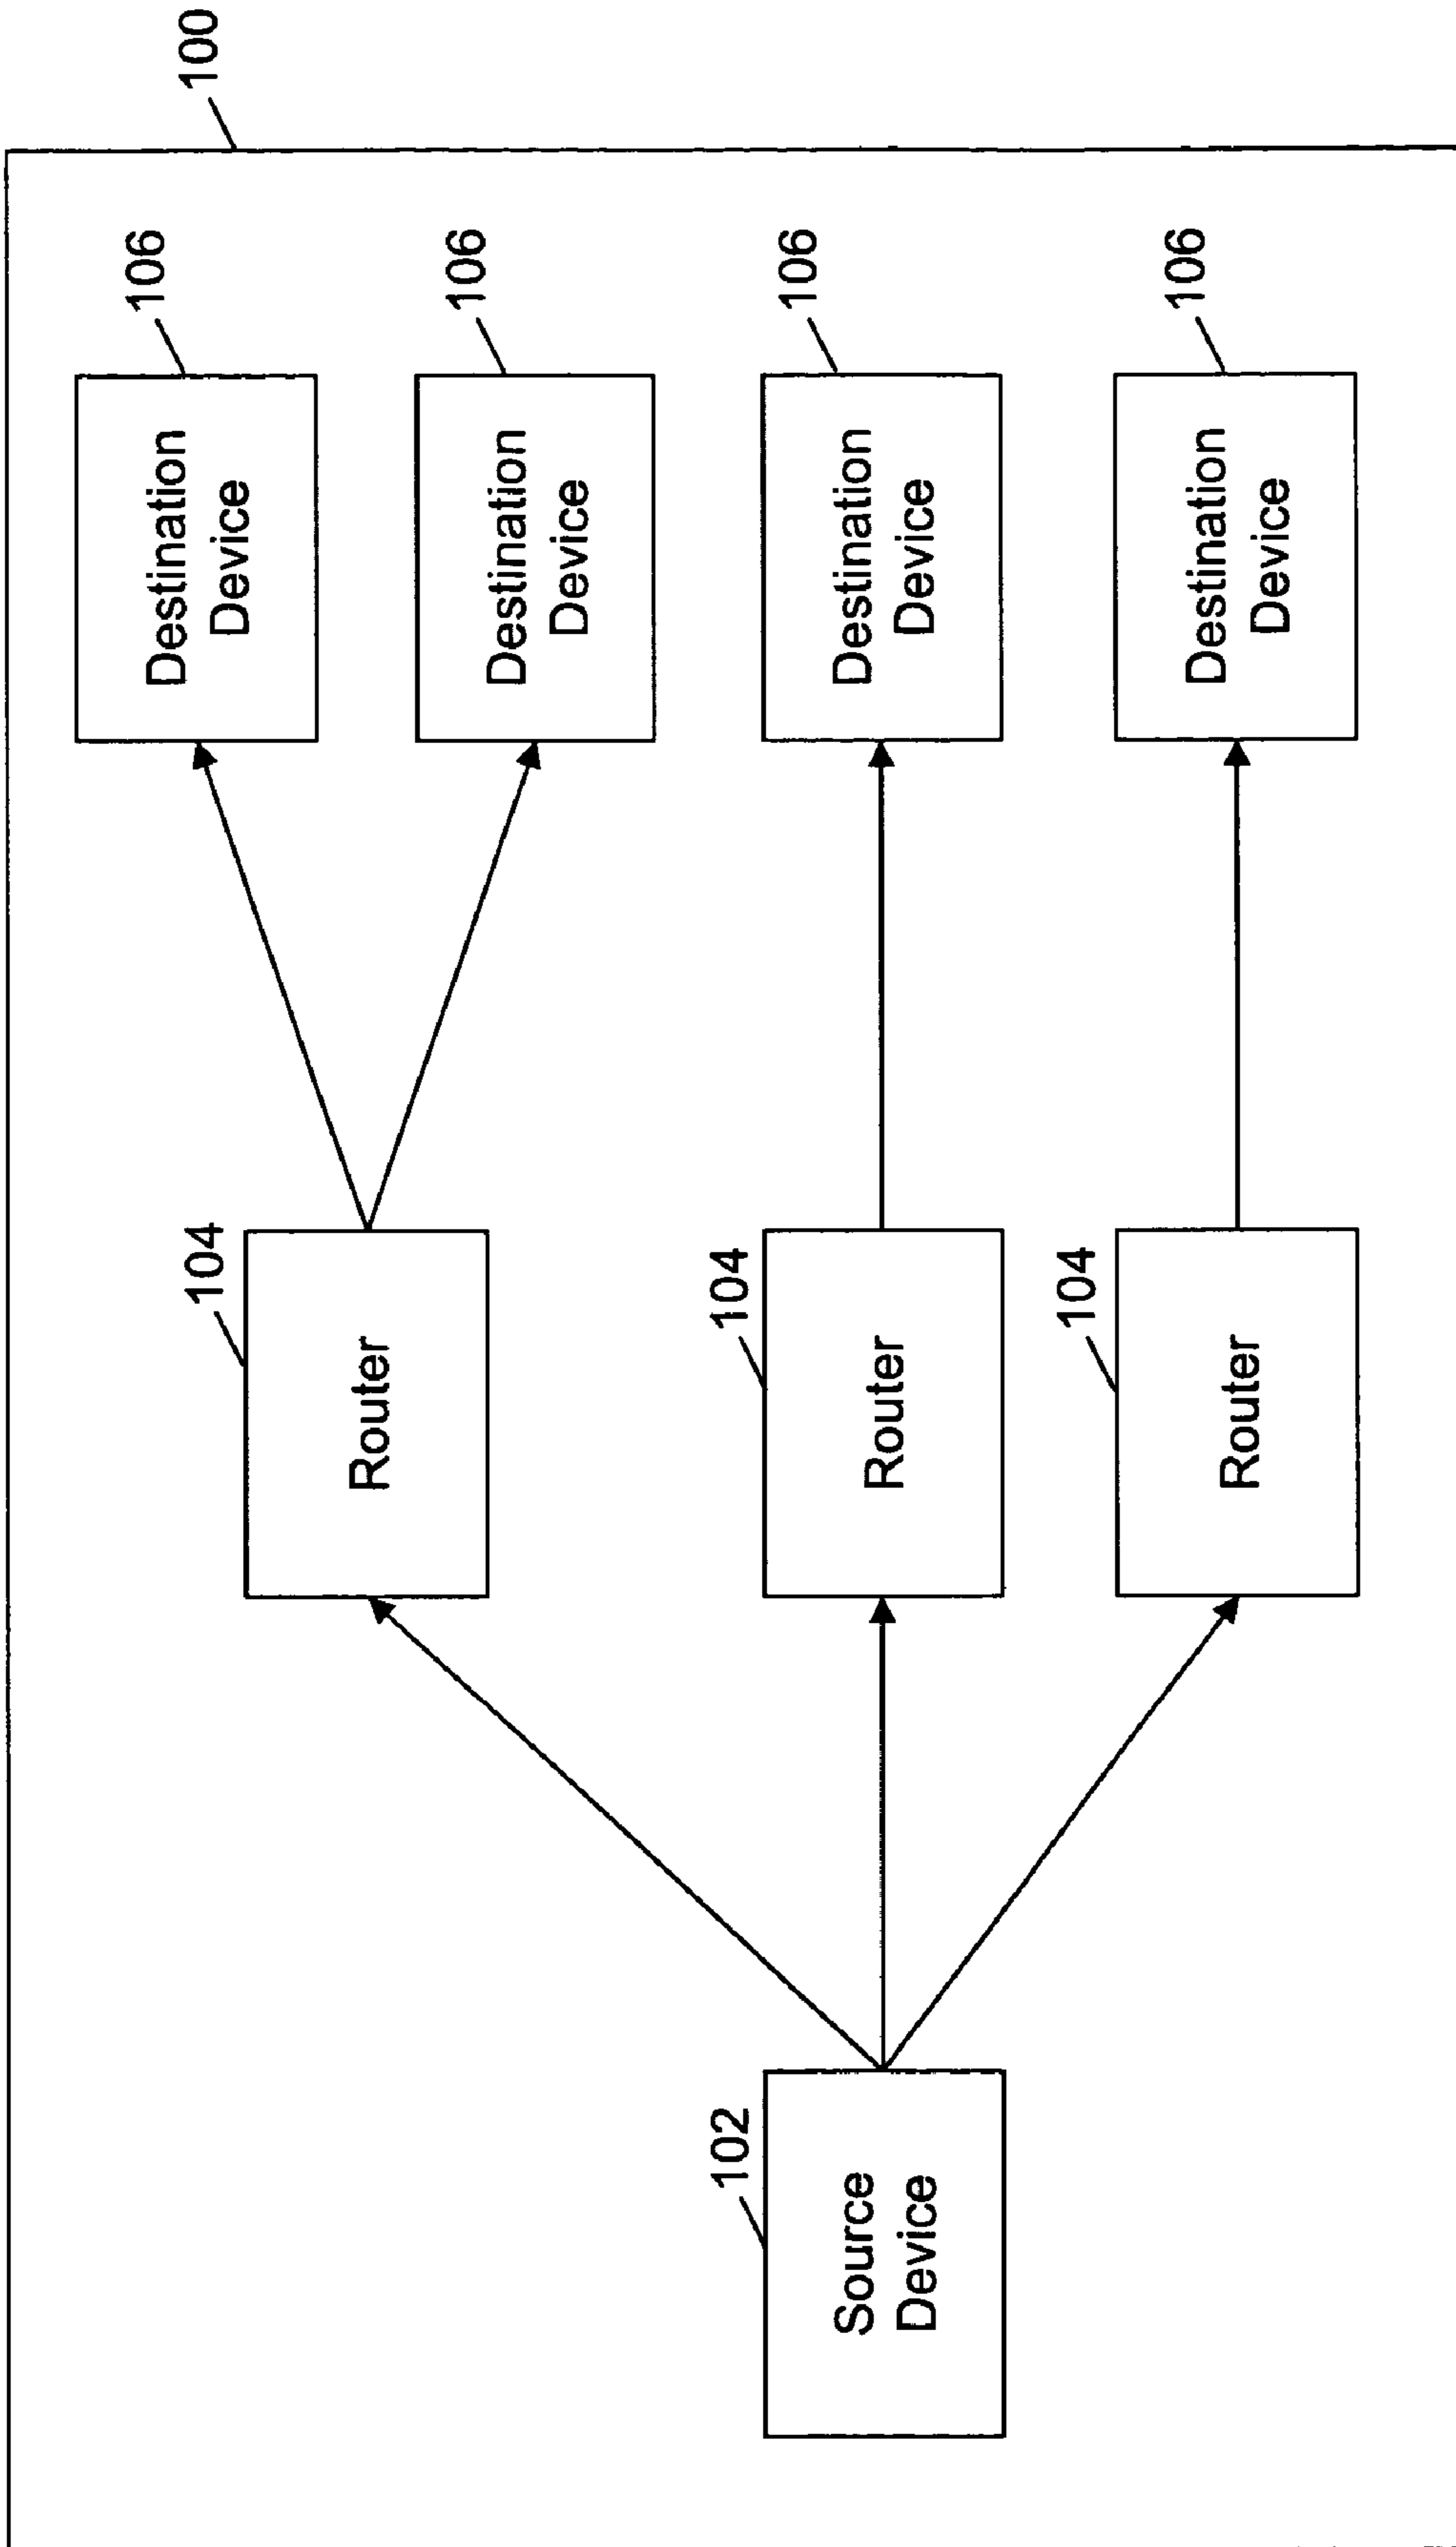 100
106
Destination
Device
106
Destination
Device
104
Router
106
Destination
Device
104
Router
102
Source
Device
106
Destination
Device
104
Router